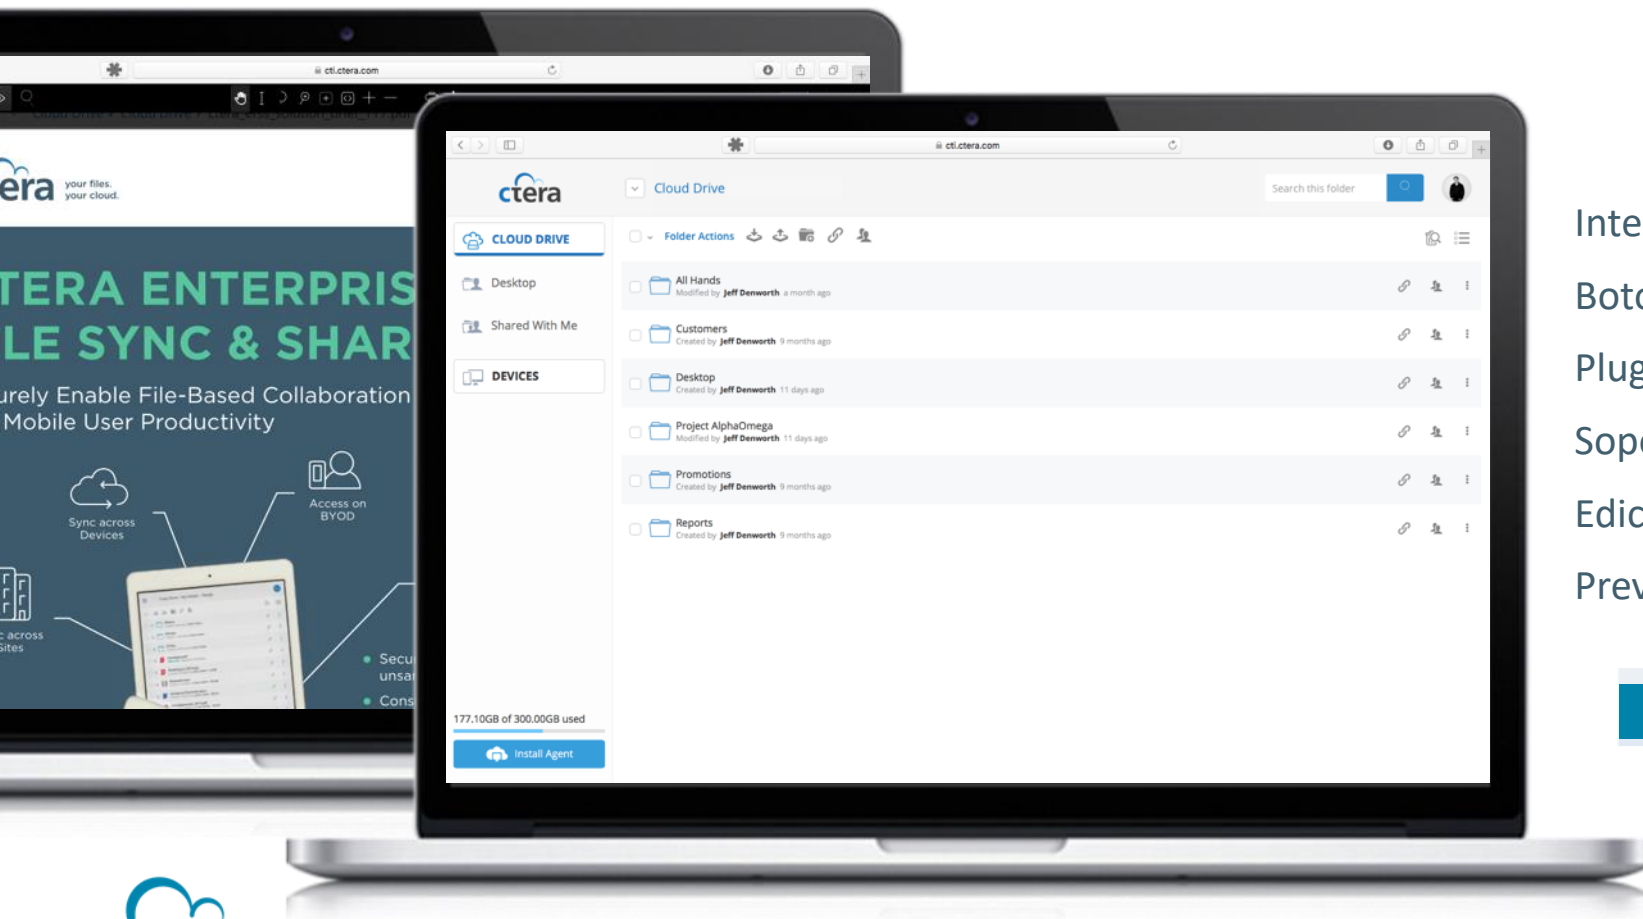 cti.ctera.com
your files.
your cloud.
TERA ENTERPRIS
LE SYNC & SHAR
urely Enable File-Based Collaboration
Mobile User Productivity
Sync across
Devices
Access on
BYOD
c across
Sites
Secu
unsa
Cons
cti.ctera.com
ctera
Cloud Drive
Search this folder
CLOUD DRIVE
Folder Actions
Desktop
Shared With Me
DEVICES
All Hands
Modified by Jeff Denworth a month ago
Customers
Created by Jeff Denworth 9 months ago
Desktop
Created by Jeff Denworth 11 days ago
Project AlphaOmega
Modified by Jeff Denworth 11 days ago
Promotions
Created by Jeff Denworth 9 months ago
Reports
Created by Jeff Denworth 9 months ago
177.10GB of 300.00GB used
Install Agent
Inte
Boto
Plug
Sopo
Edic
Prev